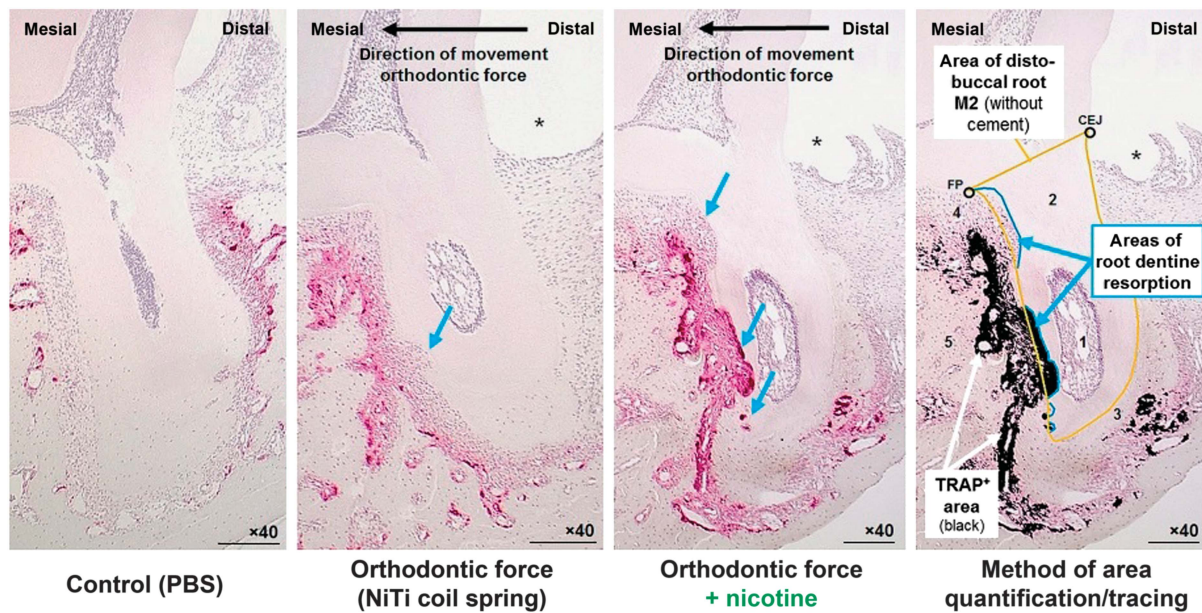 Mesial
Distal
×40
Control (PBS)
Mesial
Distal
Direction of movement
orthodontic force
*
×40
Orthodontic force
(NiTi coil spring)
Mesial
Distal
Direction of movement
orthodontic force
*
×40
Orthodontic force
+ nicotine
Mesial
Distal
Area of disto-
buccal root
M2 (without
cement)
CEJ
*
FP
4
2
Areas of
root dentine
resorption
5
1
3
TRAP+
area
(black)
×40
Method of area
quantification/tracing